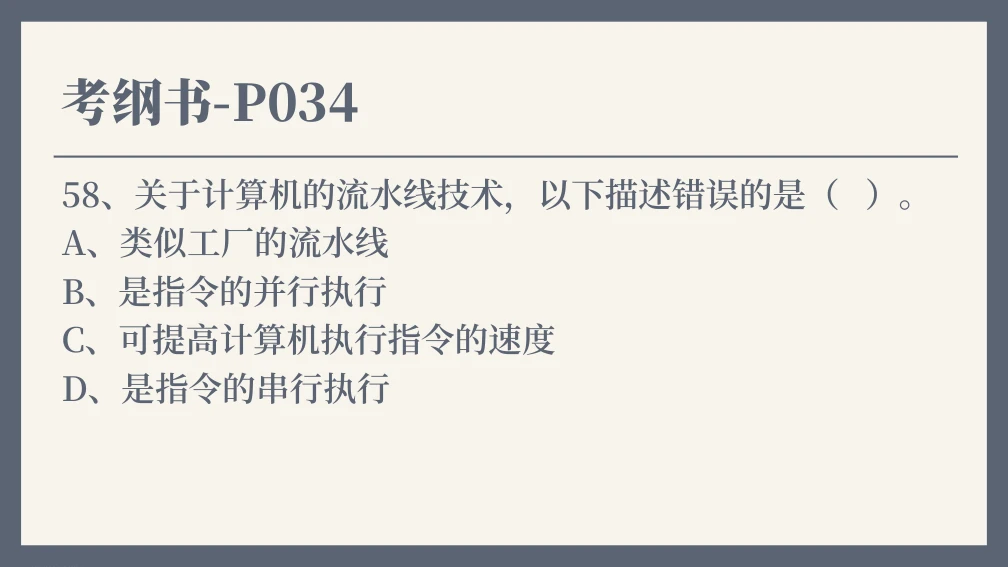 考纲书-P034
58、关于计算机的流水线技术，以下描述错误的是（ ）。
A、类似工厂的流水线
B、是指令的并行执行
C、可提高计算机执行指令的速度
D、是指令的串行执行